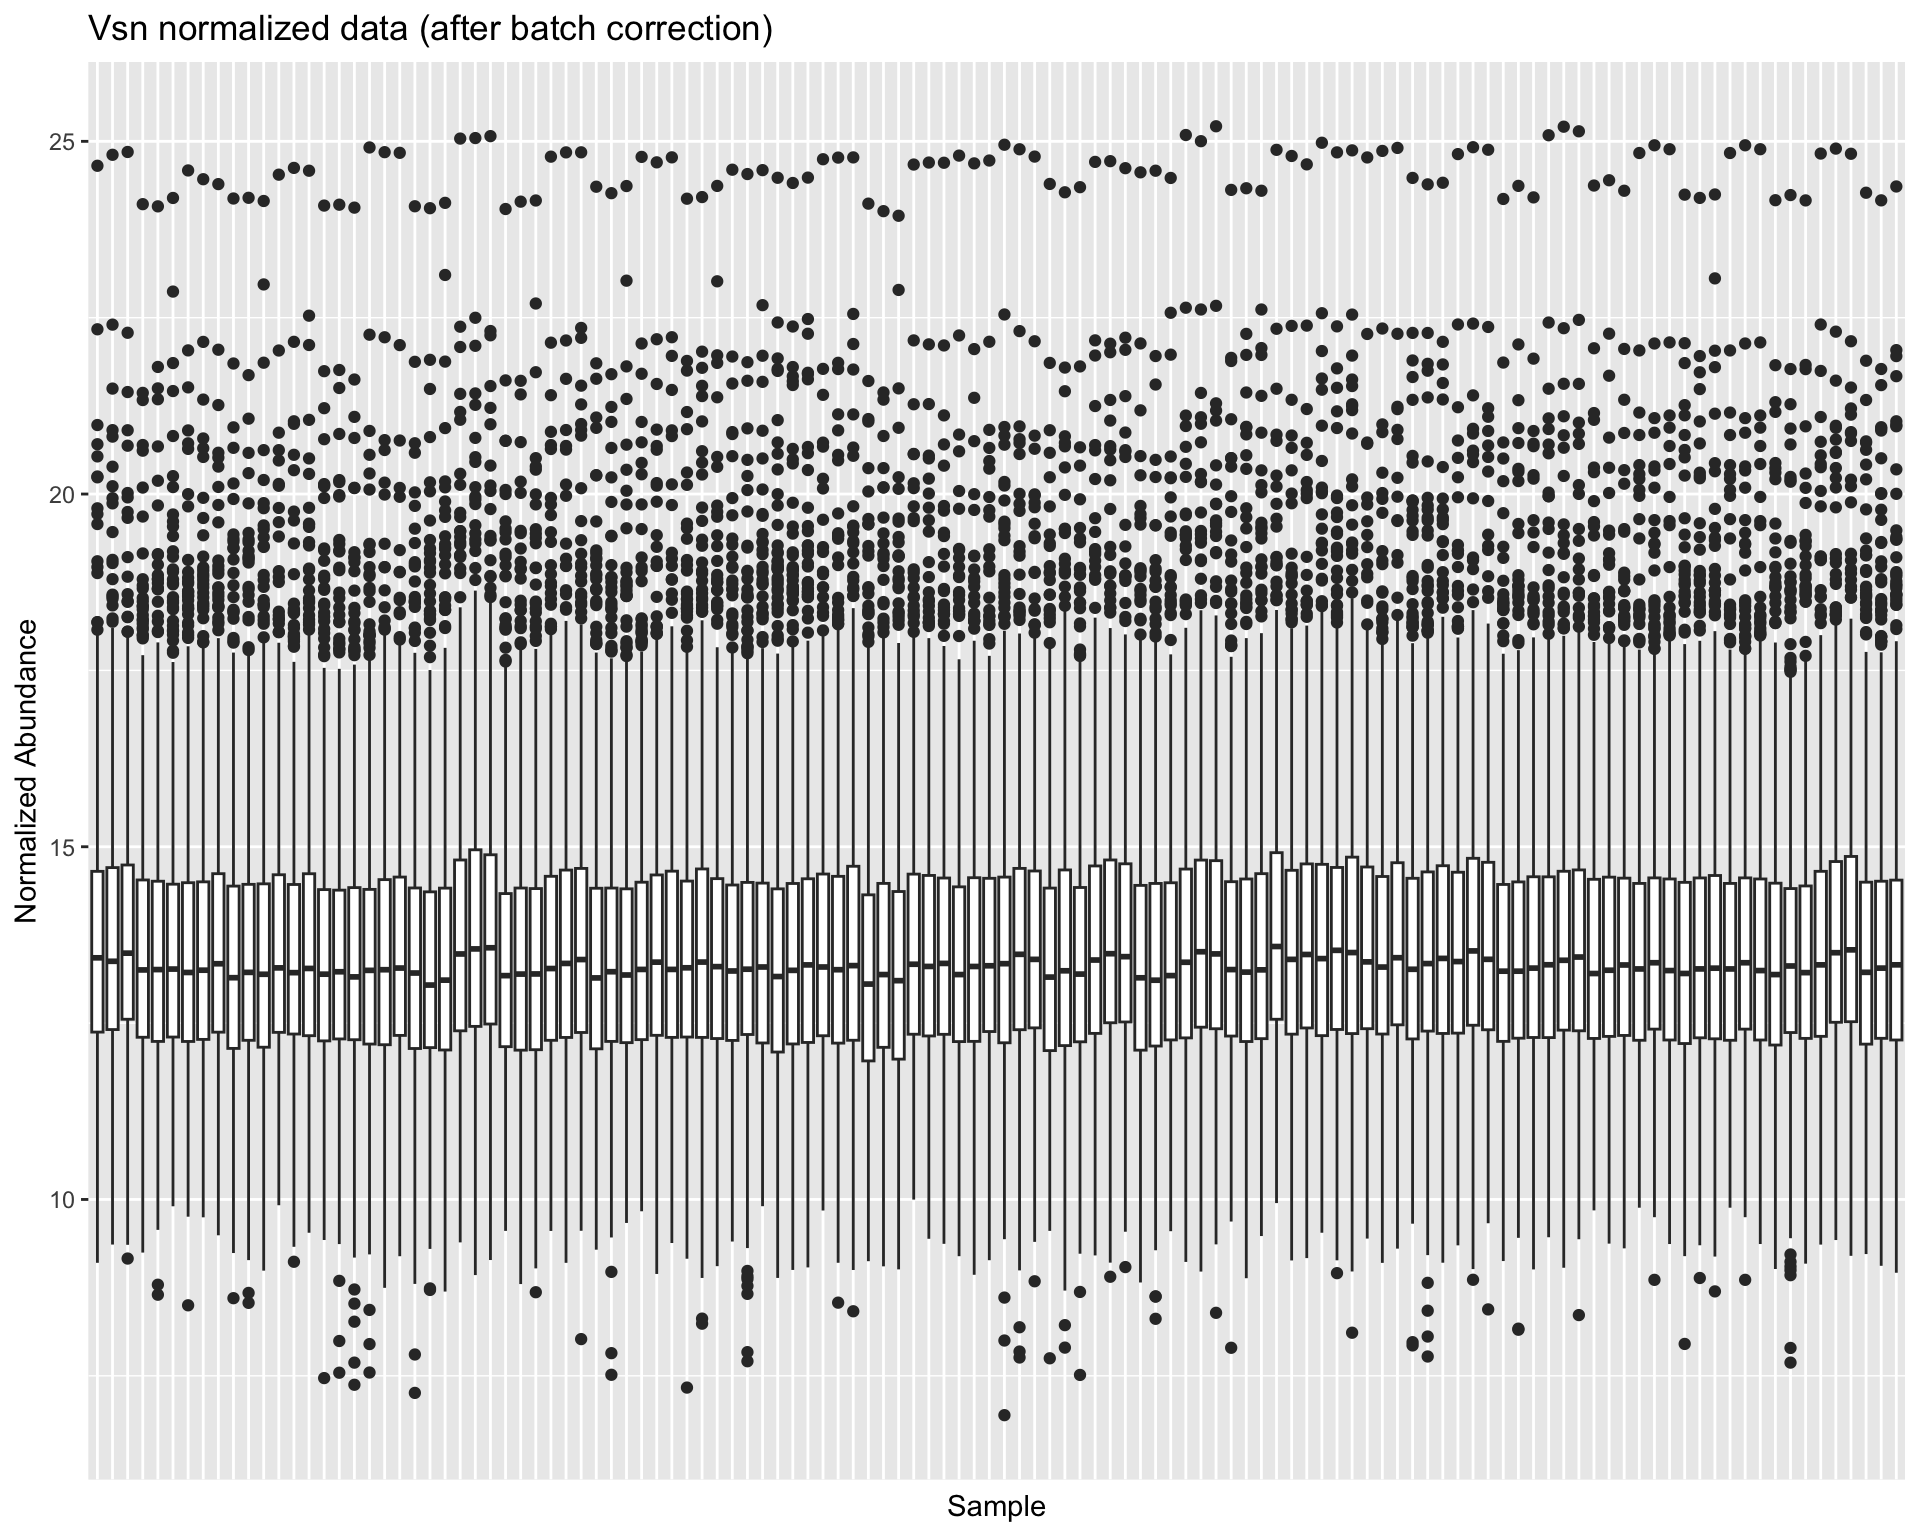 Vsn normalized data (after batch correction)
25
20
15
10
Normalized Abundance
Sample